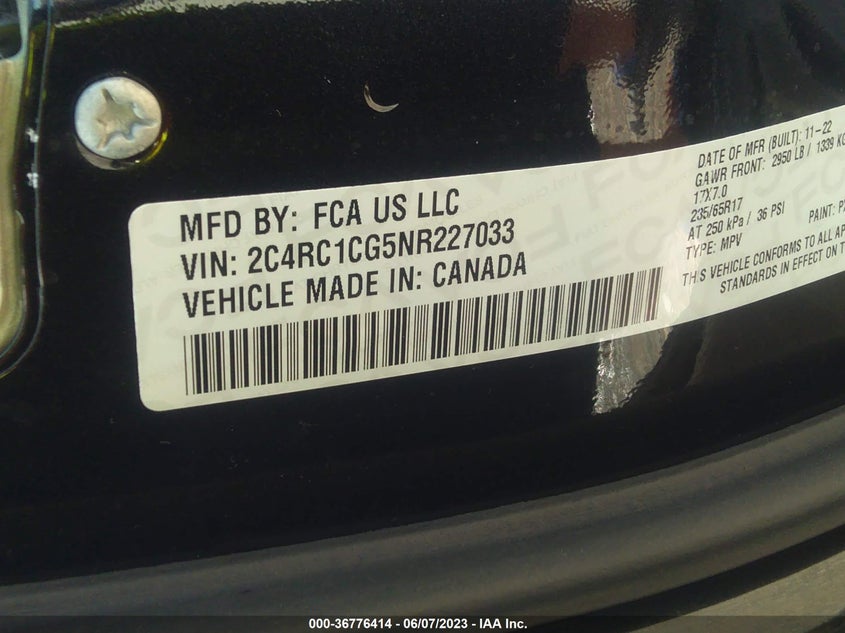 MFD BY: FCA US LLC
VIN: 2C4RC1CG5NR227033
VEHICLE MADE IN: CANADA
DATE OF MFR (BUILT): 11-22
GAWR FRONT: 2950 LB / 1339 KG
17X7.0
235/65R17
AT 250 kPa / 36 PSI
PAINT:
TYPE: MPV
THIS VEHICLE CONFORMS TO ALL APP
STANDARDS IN EFFECT ON T
000-36776414 - 06/07/2023 - IAA Inc.